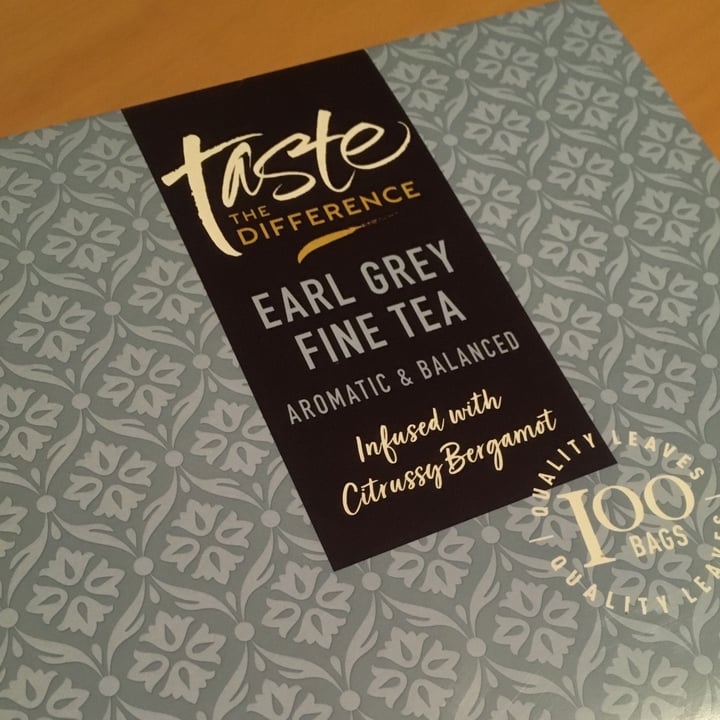 taste
THE
DIFFERENCE
EARL GREY
FINE TEA
AROMATIC & BALANCED
Infused with
Citrussy Bergamot
QUALITY LEAVES
100
BAGS
QUALITY LEAVES